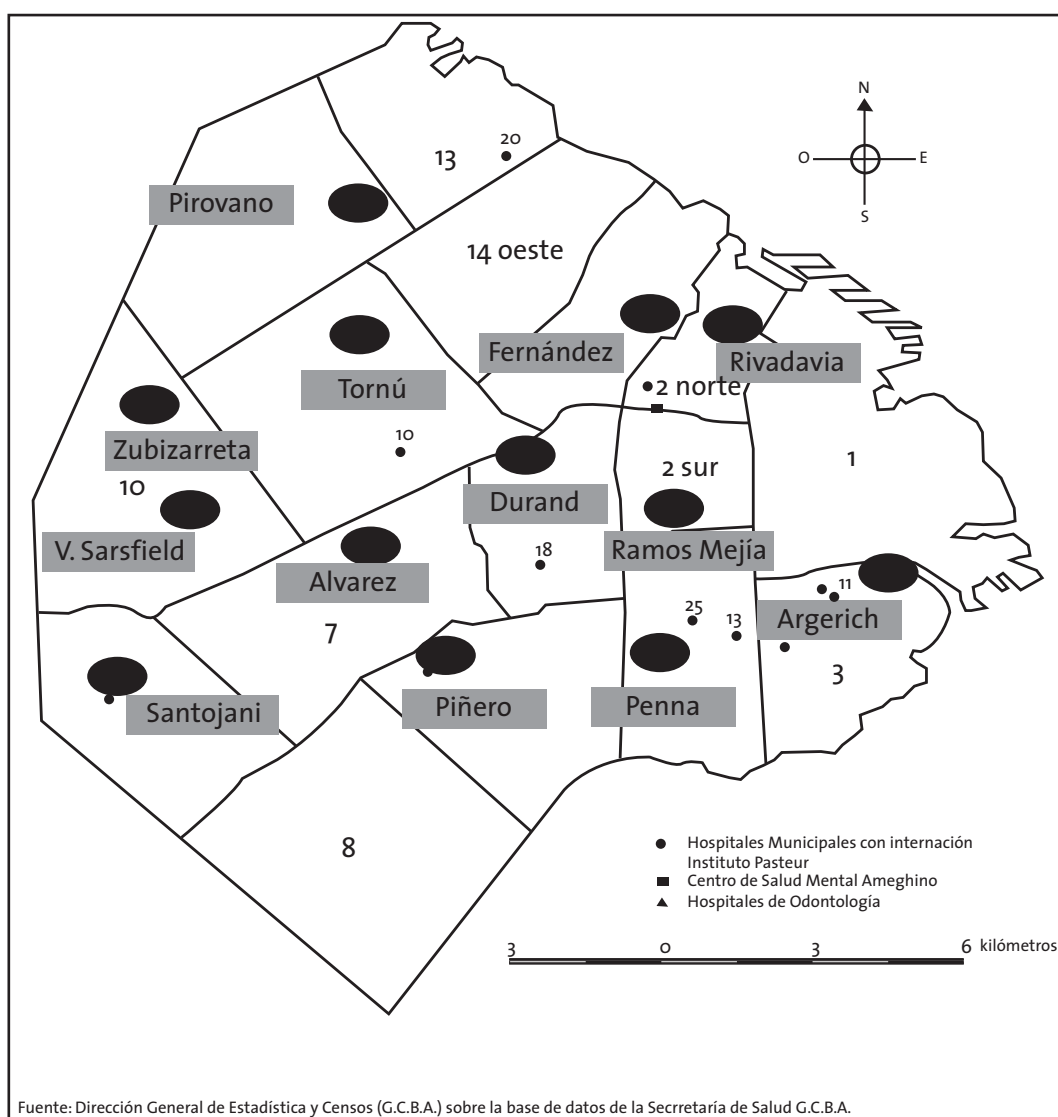 N
O
E
S
20
13
Pirovano
14 oeste
Fernández
Rivadavia
Tornú
2 norte
Zubizarreta
10
10
1
2 sur
Durand
V. Sarsfield
Ramos Mejía
18
Alvarez
11
Argerich
7
25
13
3
Santojani
Piñero
Penna
8
Hospitales Municipales con internación
Instituto Pasteur
Centro de Salud Mental Ameghino
Hospitales de Odontología
3 0 3 6 kilómetros
Fuente: Dirección General de Estadística y Censos (G.C.B.A.) sobre la base de datos de la Secrretaría de Salud G.C.B.A.